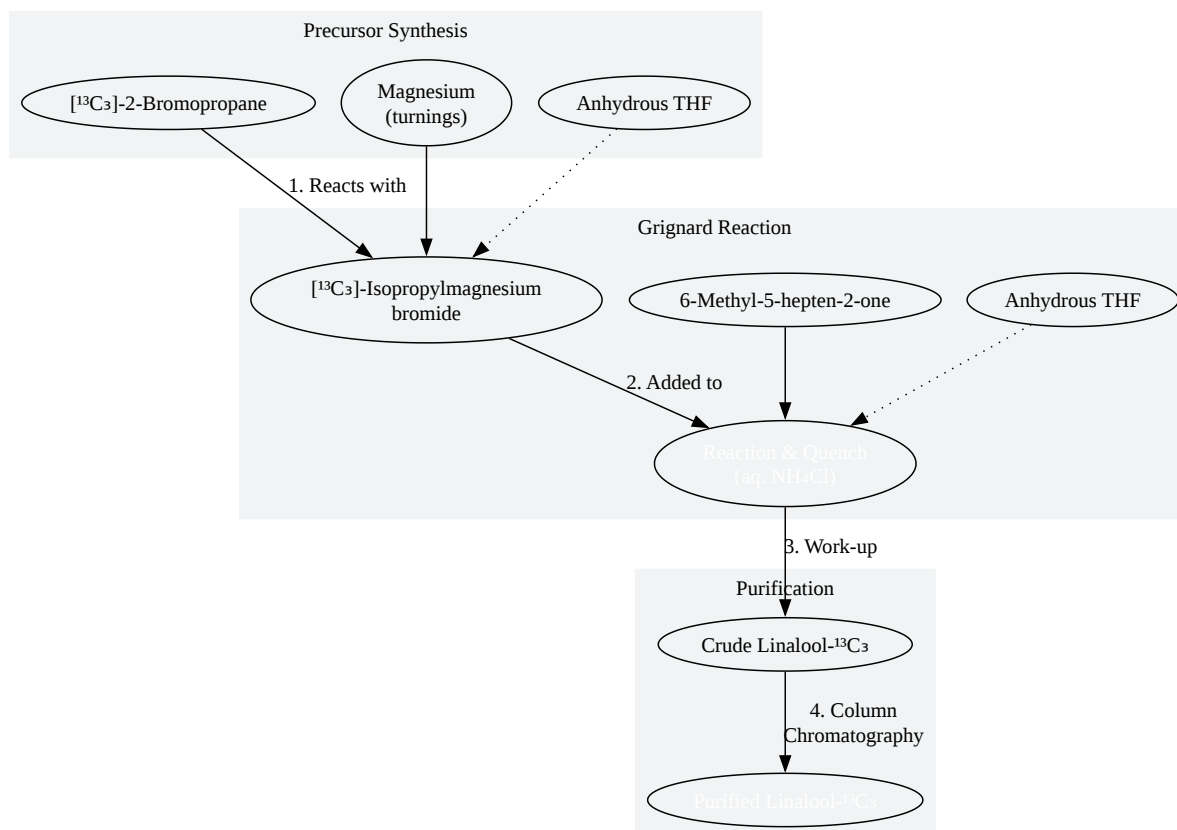 Precursor Synthesis
[¹³C₃]-2-Bromopropane
Magnesium
(turnings)
Anhydrous THF
1. Reacts with
Grignard Reaction
[¹³C₃]-Isopropylmagnesium
bromide
6-Methyl-5-hepten-2-one
Anhydrous THF
2. Added to
Reaction & Quench
(aq. NH₄Cl)
3. Work-up
Purification
Crude Linalool-¹³C₃
4. Column
Chromatography
Purified Linalool-¹³C₃